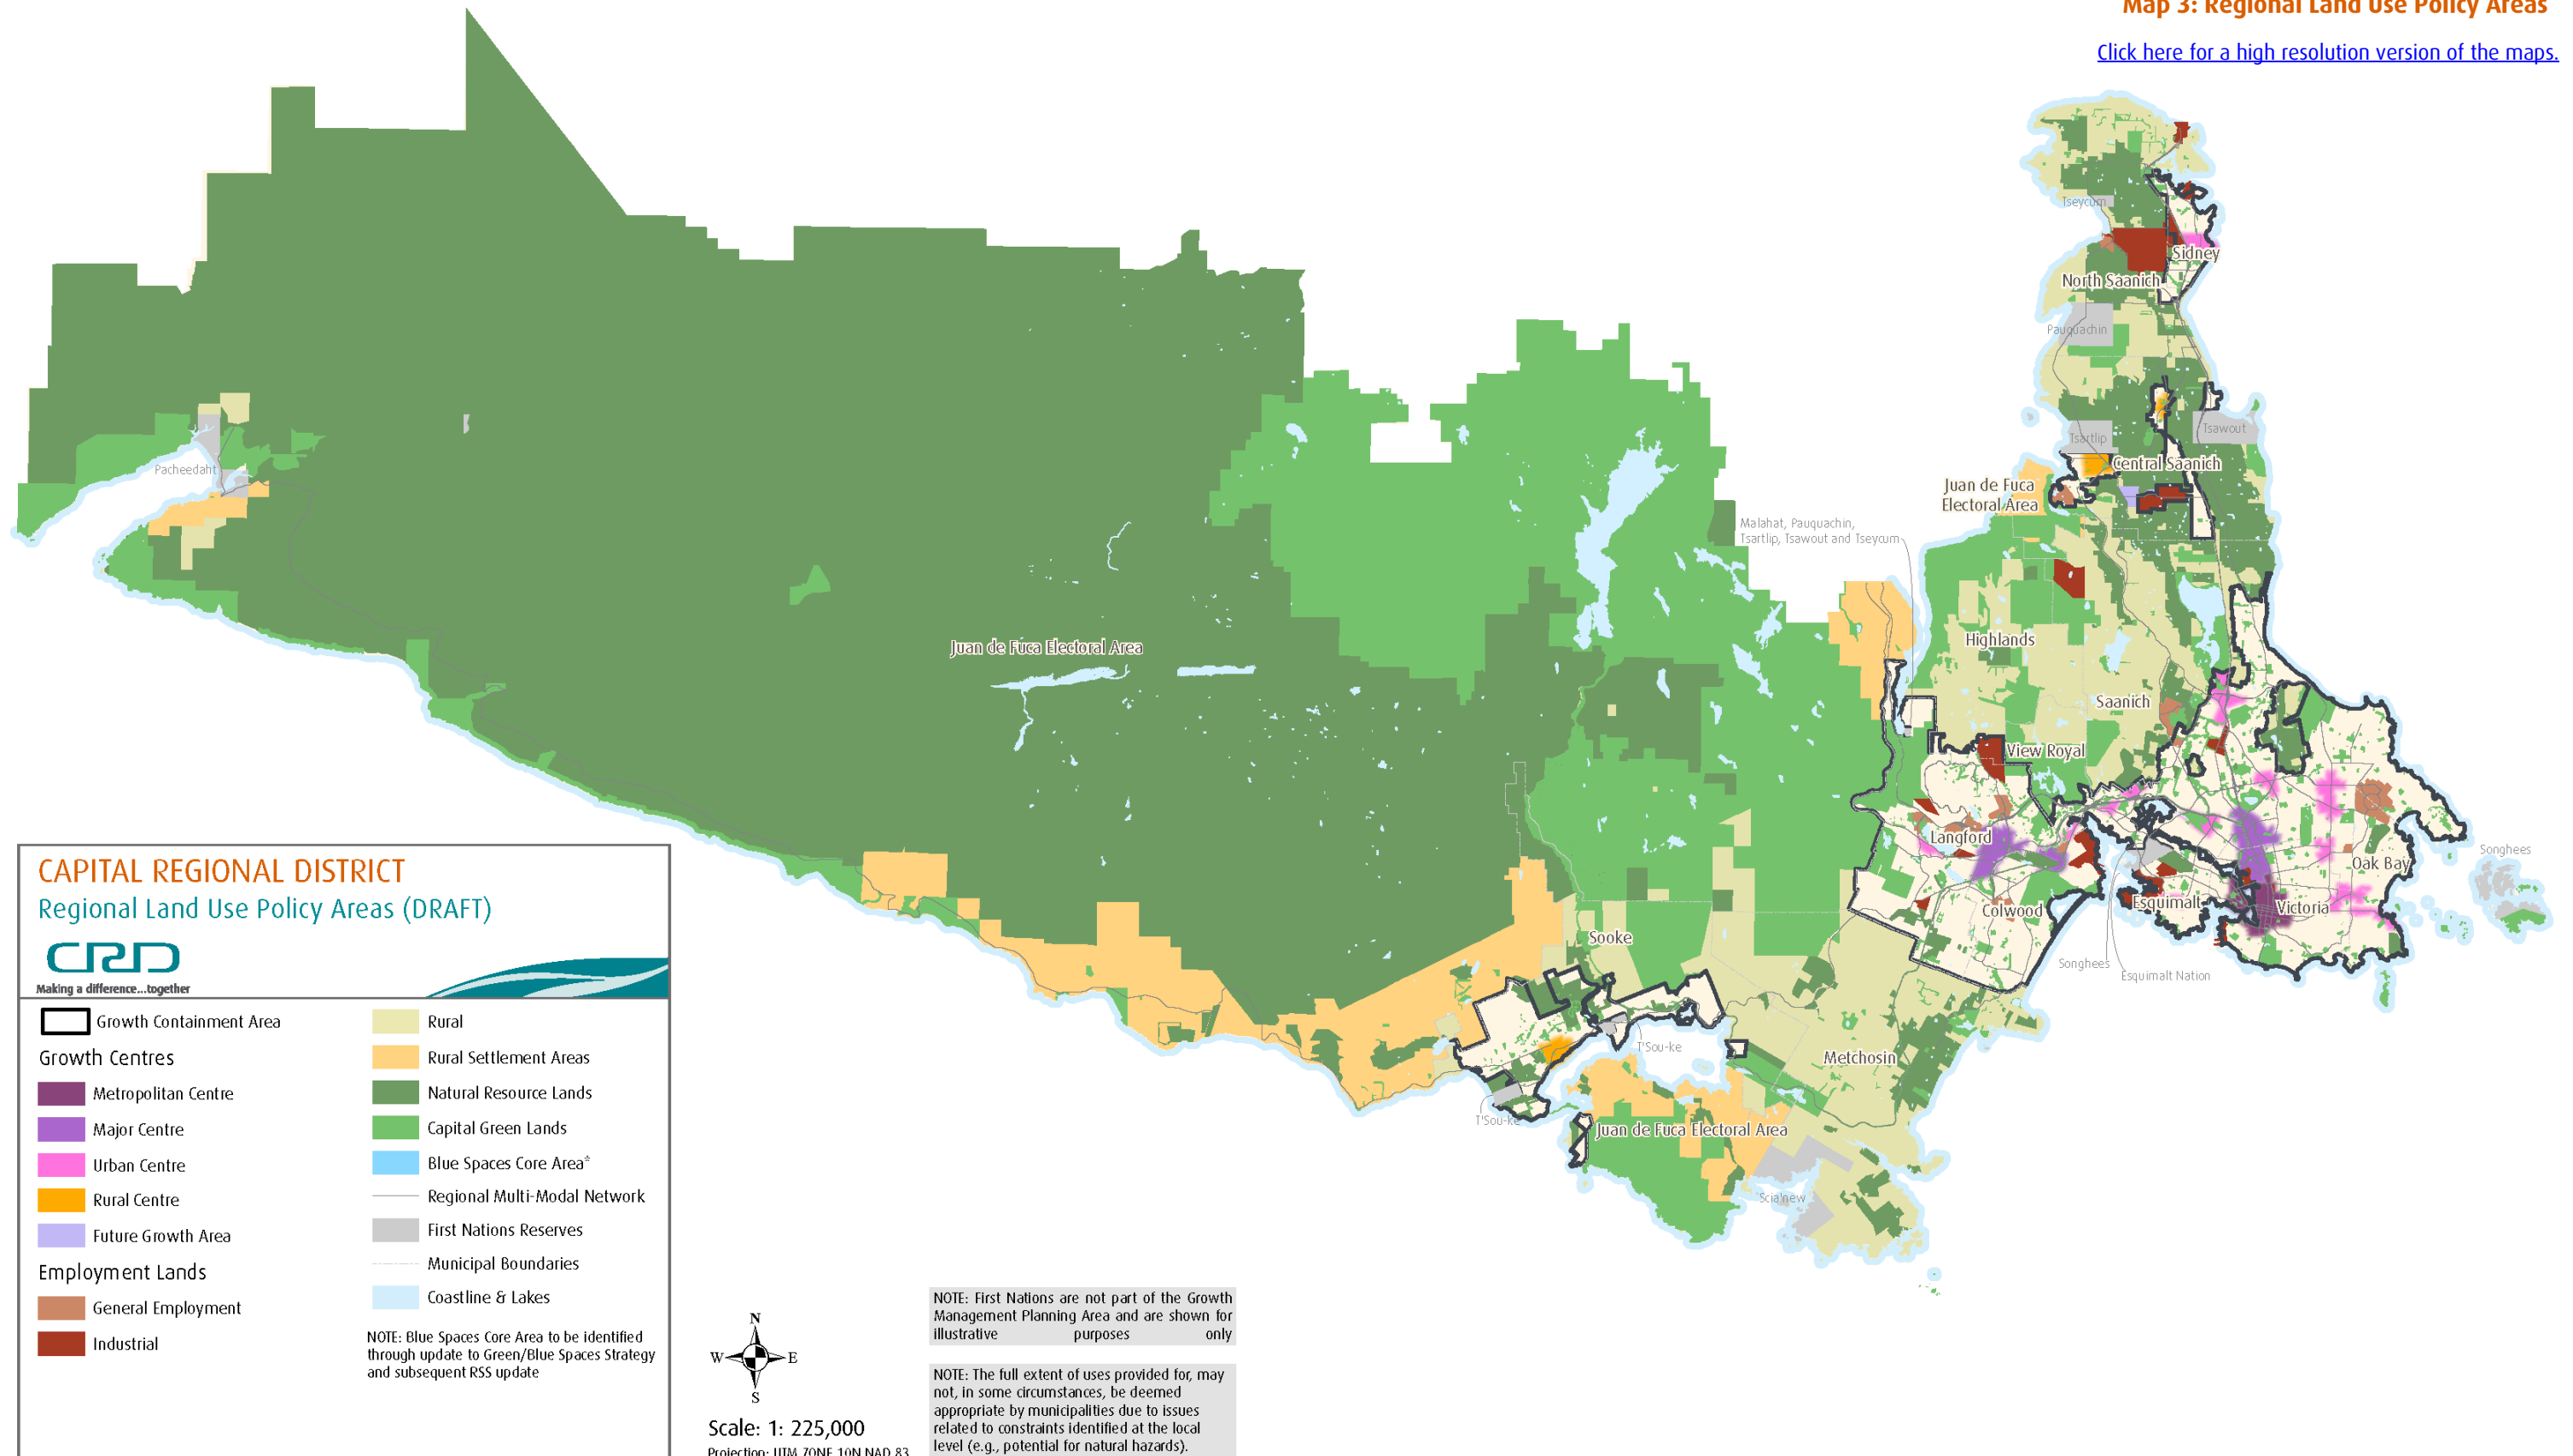 Map 3: Regional Land Use Policy Areas
Click here for a high resolution version of the maps.
Tseycum
Sidney
North Saanich
Pauquachin
Tsartlip
Tsawout
Central Saanich
Juan de Fuca
Electoral Area
Malahat, Pauquachin,
Tsartlip, Tsawout and Tseycum
Pacheedaht
Juan de Fuca Electoral Area
Highlands
Saanich
View Royal
Langford
Oak Bay
Songhees
Colwood
Esquimalt
Victoria
Sooke
Songhees
Esquimalt Nation
T'Sou-ke
Metchosin
T'Sou-ke
Juan de Fuca Electoral Area
Scia'new
CAPITAL REGIONAL DISTRICT
Regional Land Use Policy Areas (DRAFT)
CRD
Making a difference...together
Growth Containment Area
Growth Centres
Metropolitan Centre
Major Centre
Urban Centre
Rural Centre
Future Growth Area
Employment Lands
General Employment
Industrial
Rural
Rural Settlement Areas
Natural Resource Lands
Capital Green Lands
Blue Spaces Core Area*
Regional Multi-Modal Network
First Nations Reserves
Municipal Boundaries
Coastline & Lakes
NOTE: Blue Spaces Core Area to be identified
through update to Green/Blue Spaces Strategy
and subsequent RSS update
N
W E
S
Scale: 1: 225,000
Projection: UTM ZONE 10N NAD 83
NOTE: First Nations are not part of the Growth
Management Planning Area and are shown for
illustrative purposes only
NOTE: The full extent of uses provided for, may
not, in some circumstances, be deemed
appropriate by municipalities due to issues
related to constraints identified at the local
level (e.g., potential for natural hazards).